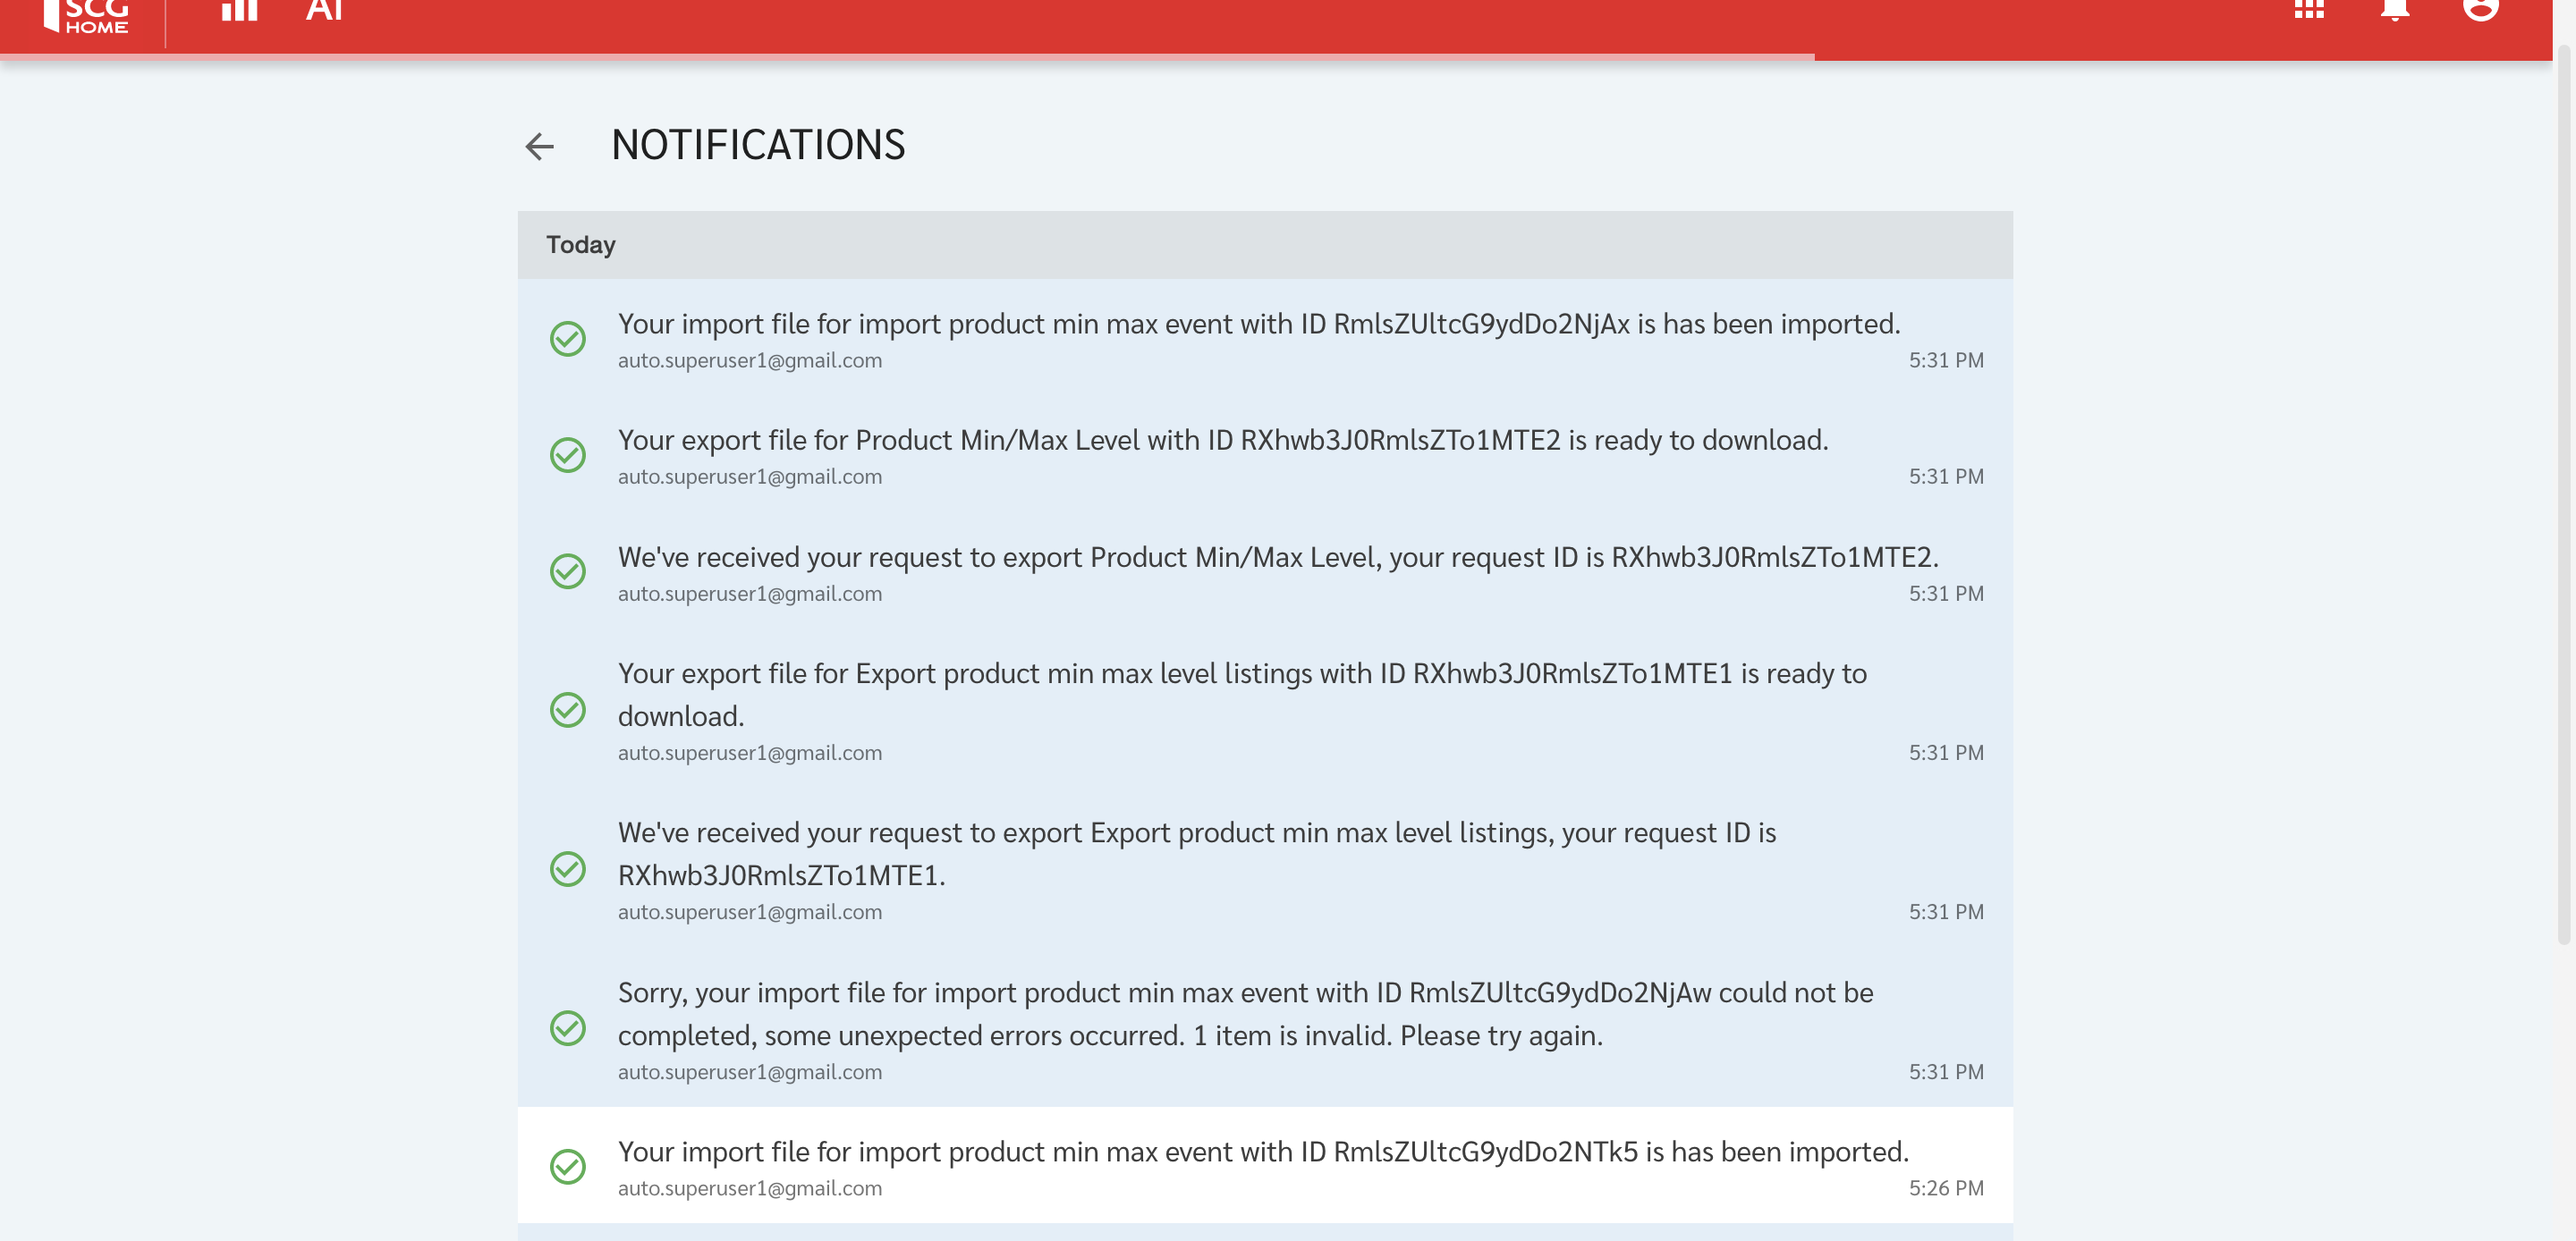 SCG
HOME
AI
NOTIFICATIONS
Today
Your import file for import product min max event with ID RmlsZUltcG9ydDo2NjAx is has been imported.
auto.superuser1@gmail.com 5:31 PM
Your export file for Product Min/Max Level with ID RXhwb3J0RmlsZTo1MTE2 is ready to download.
auto.superuser1@gmail.com 5:31 PM
We've received your request to export Product Min/Max Level, your request ID is RXhwb3J0RmlsZTo1MTE2.
auto.superuser1@gmail.com 5:31 PM
Your export file for Export product min max level listings with ID RXhwb3J0RmlsZTo1MTE1 is ready to
download.
auto.superuser1@gmail.com 5:31 PM
We've received your request to export Export product min max level listings, your request ID is
RXhwb3J0RmlsZTo1MTE1.
auto.superuser1@gmail.com 5:31 PM
Sorry, your import file for import product min max event with ID RmlsZUltcG9ydDo2NjAw could not be
completed, some unexpected errors occurred. 1 item is invalid. Please try again.
auto.superuser1@gmail.com 5:31 PM
Your import file for import product min max event with ID RmlsZUltcG9ydDo2NTk5 is has been imported.
auto.superuser1@gmail.com 5:26 PM